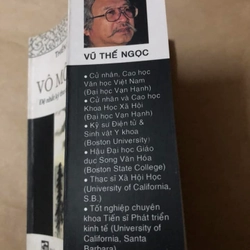 VŨ THẾ NGỌC
• Cử nhân, Cao học
Văn học Việt Nam
(Đại học Vạn Hạnh)
• Cử nhân và Cao học
Khoa Học Xã Hội
(Đại học Vạn Hạnh)
• Kỹ sư Điện tử &
Sinh vật Y khoa
(Boston University)
• Hậu Đại học Giáo
dục Song Văn Hóa
(Boston State College)
• Thạc sĩ Xã Hội Học
(University of California,
S.B.)
• Tốt nghiệp chuyên
khoa Tiến sĩ Phát triển
kinh tế (University of
California, Santa
Barbara)
VÔ